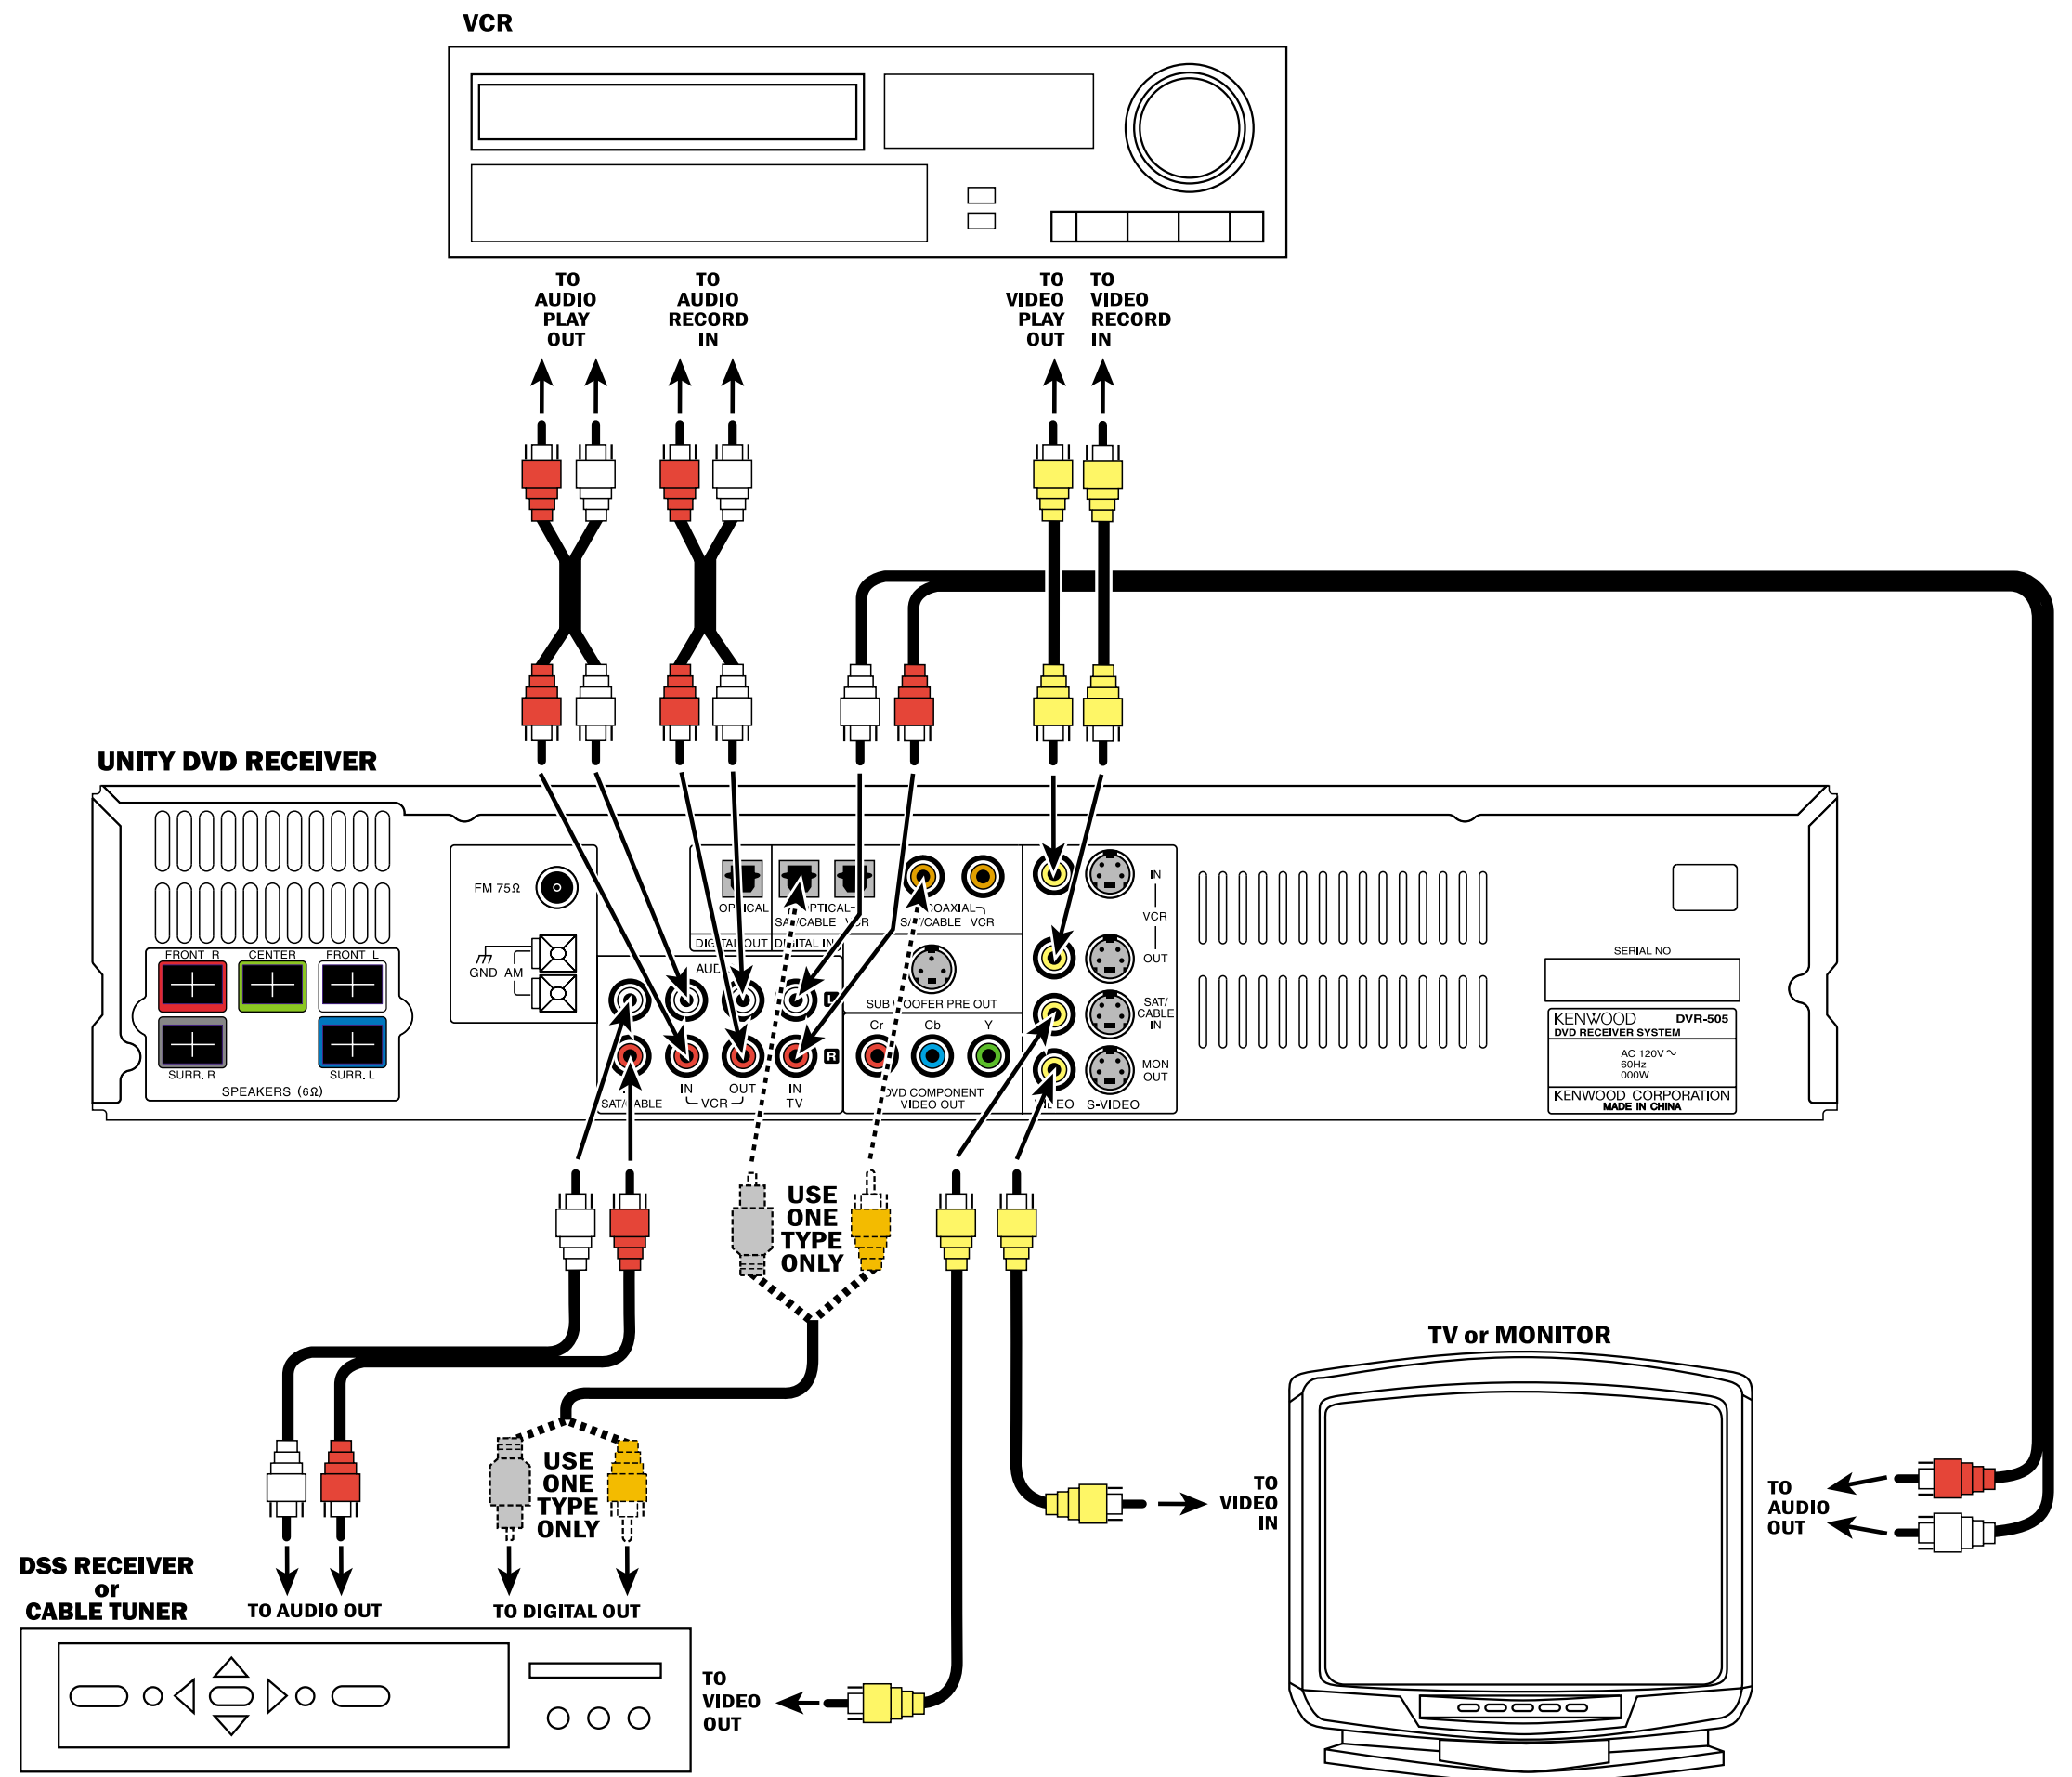 VCR
TO
AUDIO
PLAY
OUT
TO
AUDIO
RECORD
IN
TO
VIDEO
PLAY
OUT
TO
VIDEO
RECORD
IN
UNITY DVD RECEIVER
FM 75Ω
GND AM
FRONT R
CENTER
FRONT L
SURR. R
SURR. L
SPEAKERS (6Ω)
OPTICAL
OPTICAL
SAT/CABLE VCR
COAXIAL
SAT/CABLE VCR
DIGITAL OUT
DIGITAL IN
AUDIO
L
R
SAT/CABLE
IN
OUT
VCR
IN
TV
SUB WOOFER PRE OUT
Cr
Cb
Y
DVD COMPONENT
VIDEO OUT
IN
VCR
OUT
SAT/
CABLE
IN
MON
OUT
VIDEO
S-VIDEO
SERIAL NO
KENWOOD DVR-505
DVD RECEIVER SYSTEM
AC 120V~
60Hz
000W
KENWOOD CORPORATION
MADE IN CHINA
USE
ONE
TYPE
ONLY
USE
ONE
TYPE
ONLY
TV or MONITOR
TO
VIDEO
IN
TO
AUDIO
OUT
DSS RECEIVER
or
CABLE TUNER
TO AUDIO OUT
TO DIGITAL OUT
TO
VIDEO
OUT